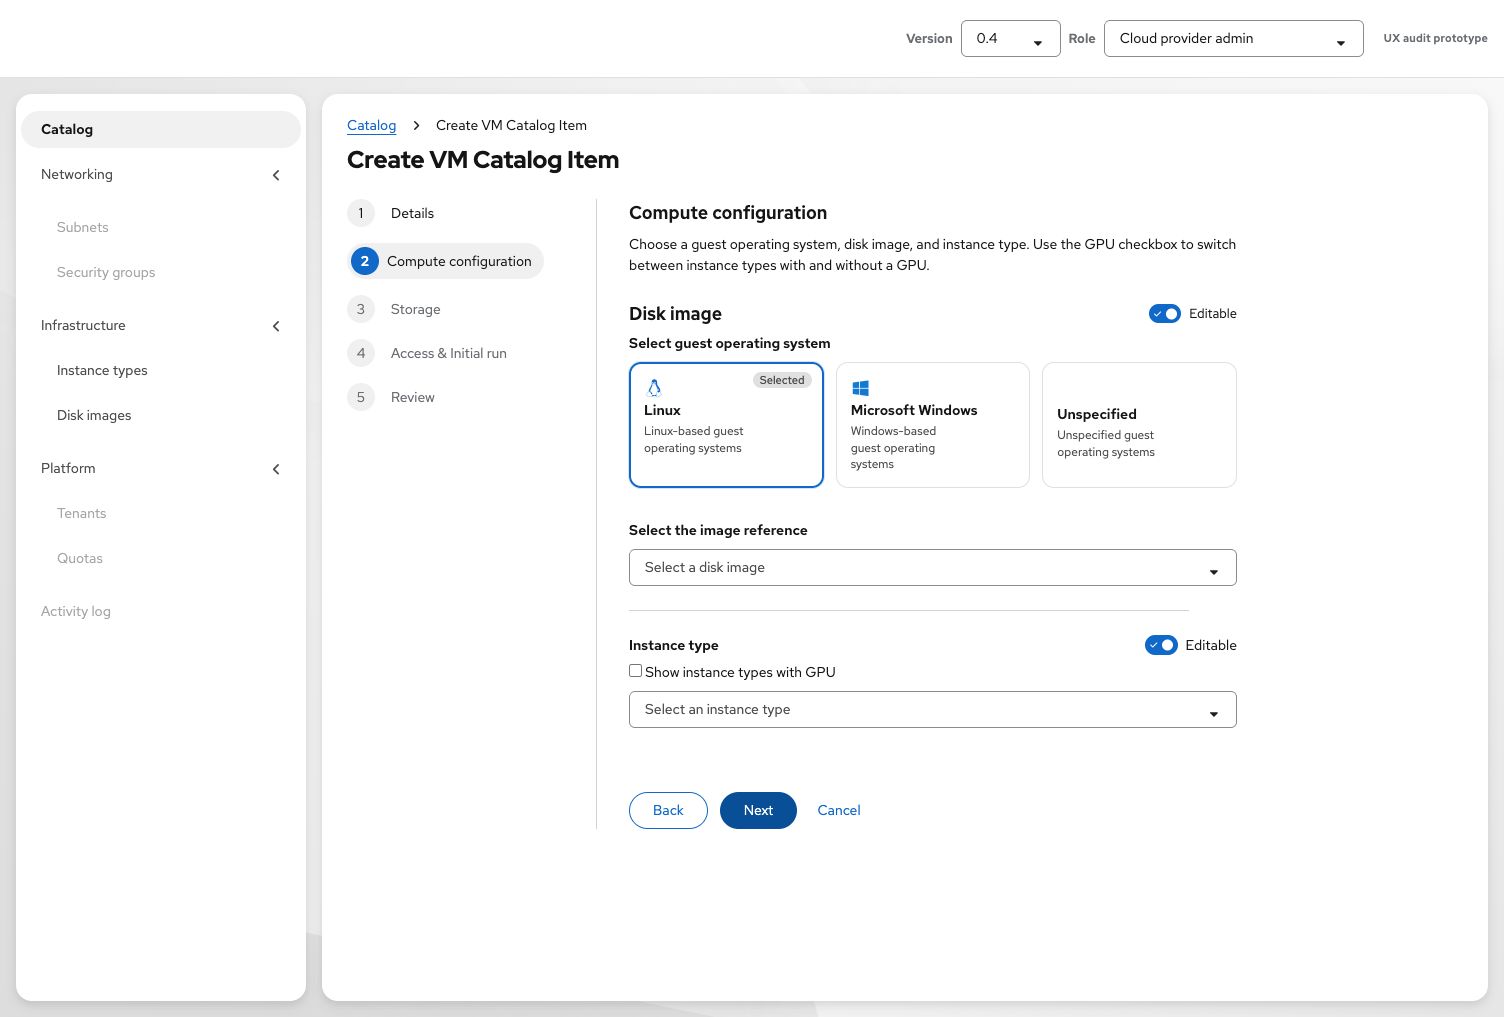 Version
0.4
Role
Cloud provider admin
UX audit prototype
Catalog
Networking
Subnets
Security groups
Infrastructure
Instance types
Disk images
Platform
Tenants
Quotas
Activity log
Catalog
Create VM Catalog Item
Create VM Catalog Item
1
Details
2
Compute configuration
3
Storage
4
Access & Initial run
5
Review
Compute configuration
Choose a guest operating system, disk image, and instance type. Use the GPU checkbox to switch
between instance types with and without a GPU.
Disk image
Editable
Select guest operating system
Selected
Linux
Linux-based guest
operating systems
Microsoft Windows
Windows-based
guest operating
systems
Unspecified
Unspecified guest
operating systems
Select the image reference
Select a disk image
Instance type
Editable
Show instance types with GPU
Select an instance type
Back
Next
Cancel